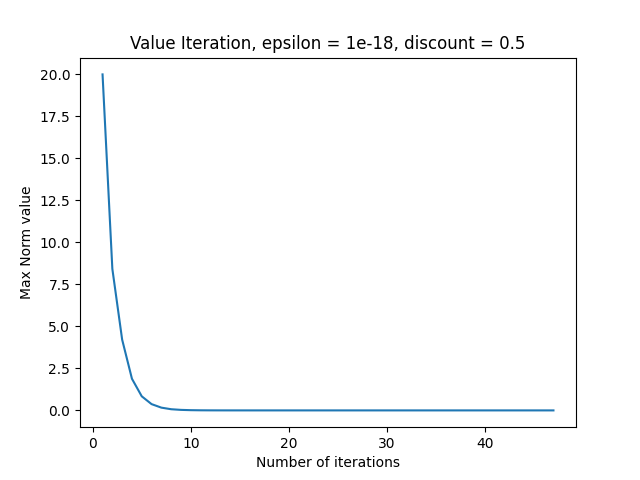 Value Iteration, epsilon = 1e-18, discount = 0.5
20.0
17.5
15.0
12.5
10.0
7.5
5.0
2.5
0.0
Max Norm value
0 10 20 30 40
Number of iterations